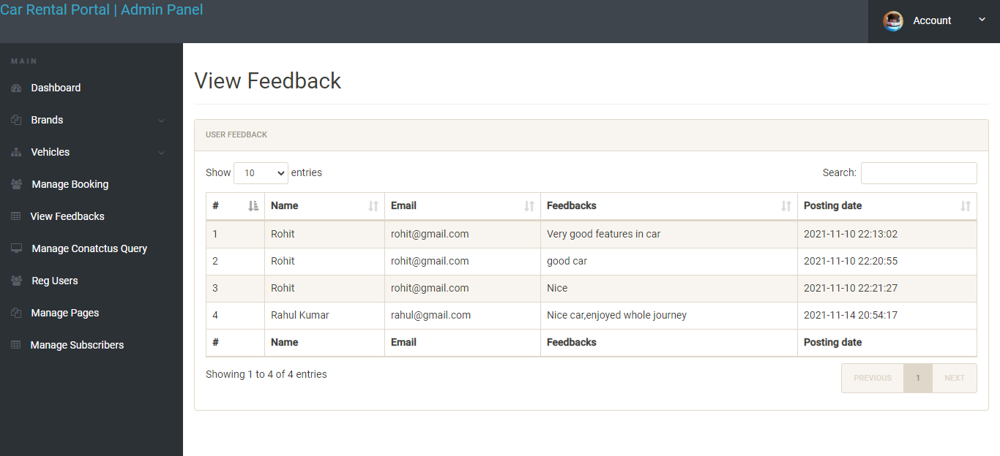 Car Rental Portal | Admin Panel
Account
MAIN
Dashboard
Brands
Vehicles
Manage Booking
View Feedbacks
Manage Conatctus Query
Reg Users
Manage Pages
Manage Subscribers
View Feedback
USER FEEDBACK
Show 10 entries Search:
# Name Email Feedbacks Posting date
1 Rohit rohit@gmail.com Very good features in car 2021-11-10 22:13:02
2 Rohit rohit@gmail.com good car 2021-11-10 22:20:55
3 Rohit rohit@gmail.com Nice 2021-11-10 22:21:27
4 Rahul Kumar rahul@gmail.com Nice car,enjoyed whole journey 2021-11-14 20:54:17
# Name Email Feedbacks Posting date
Showing 1 to 4 of 4 entries
PREVIOUS 1 NEXT